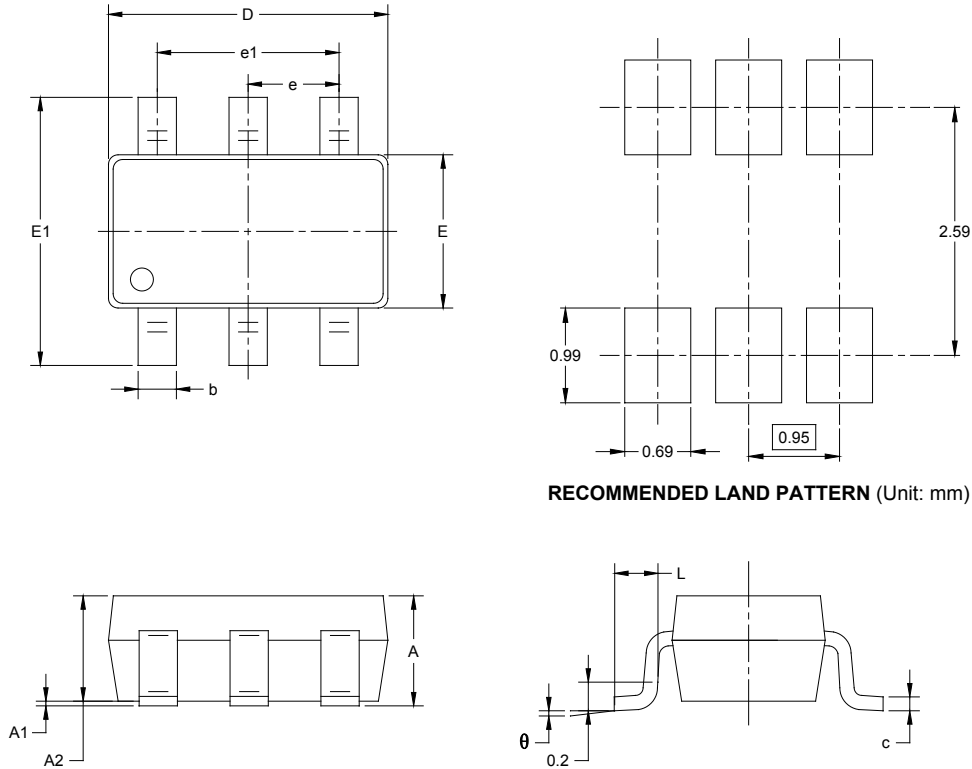 D
e1
e
E1
E
b
2.59
0.99
0.69
0.95
RECOMMENDED LAND PATTERN (Unit: mm)
L
A
A1
A2
θ
0.2
c